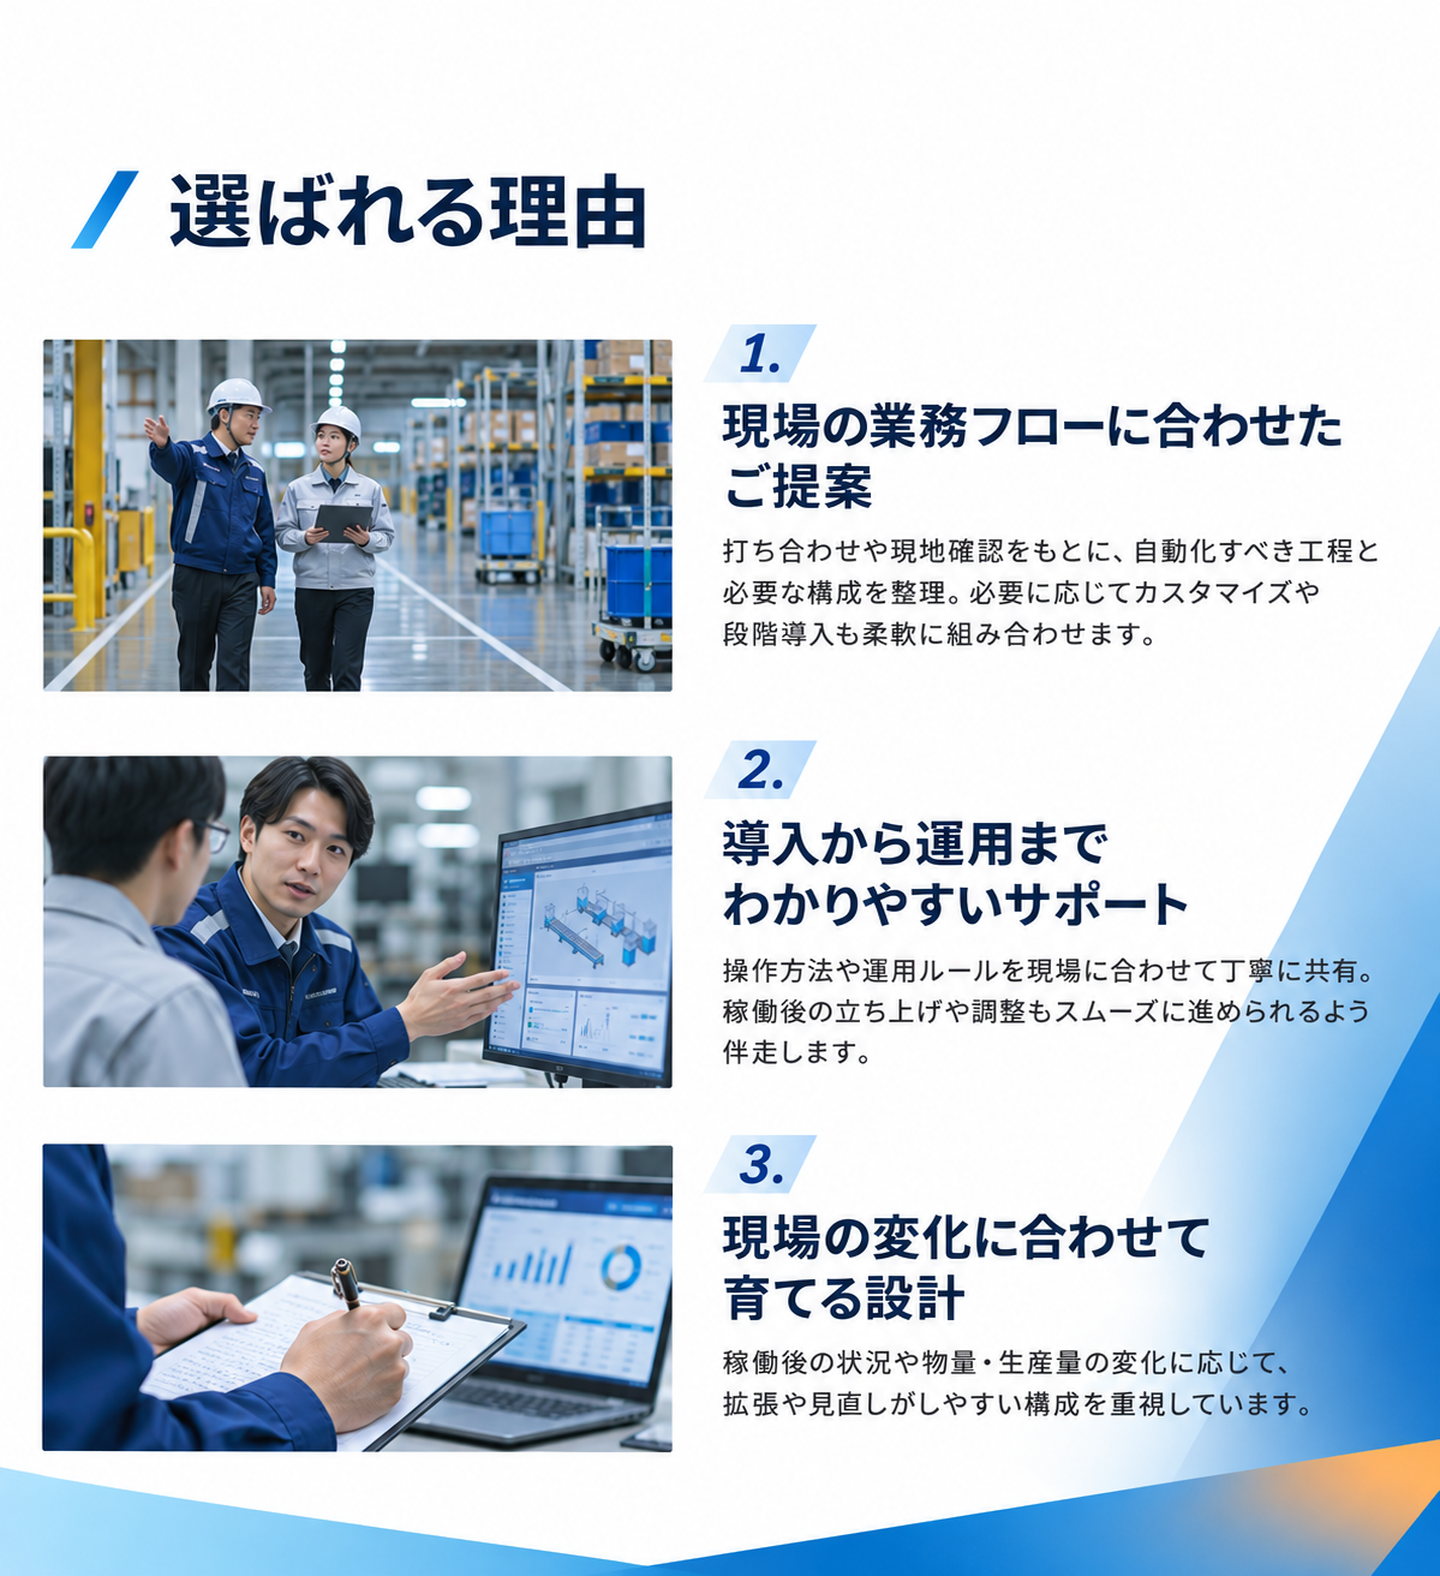 選ばれる理由
1.
現場の業務フローに合わせた
ご提案
打ち合わせや現地確認をもとに、自動化すべき工程と
必要な構成を整理。必要に応じてカスタマイズや
段階導入も柔軟に組み合わせます。
2.
導入から運用まで
わかりやすいサポート
操作方法や運用ルールを現場に合わせて丁寧に共有。
稼働後の立ち上げや調整もスムーズに進められるよう
伴走します。
3.
現場の変化に合わせて
育てる設計
稼働後の状況や物量・生産量の変化に応じて、
拡張や見直しがしやすい構成を重視しています。